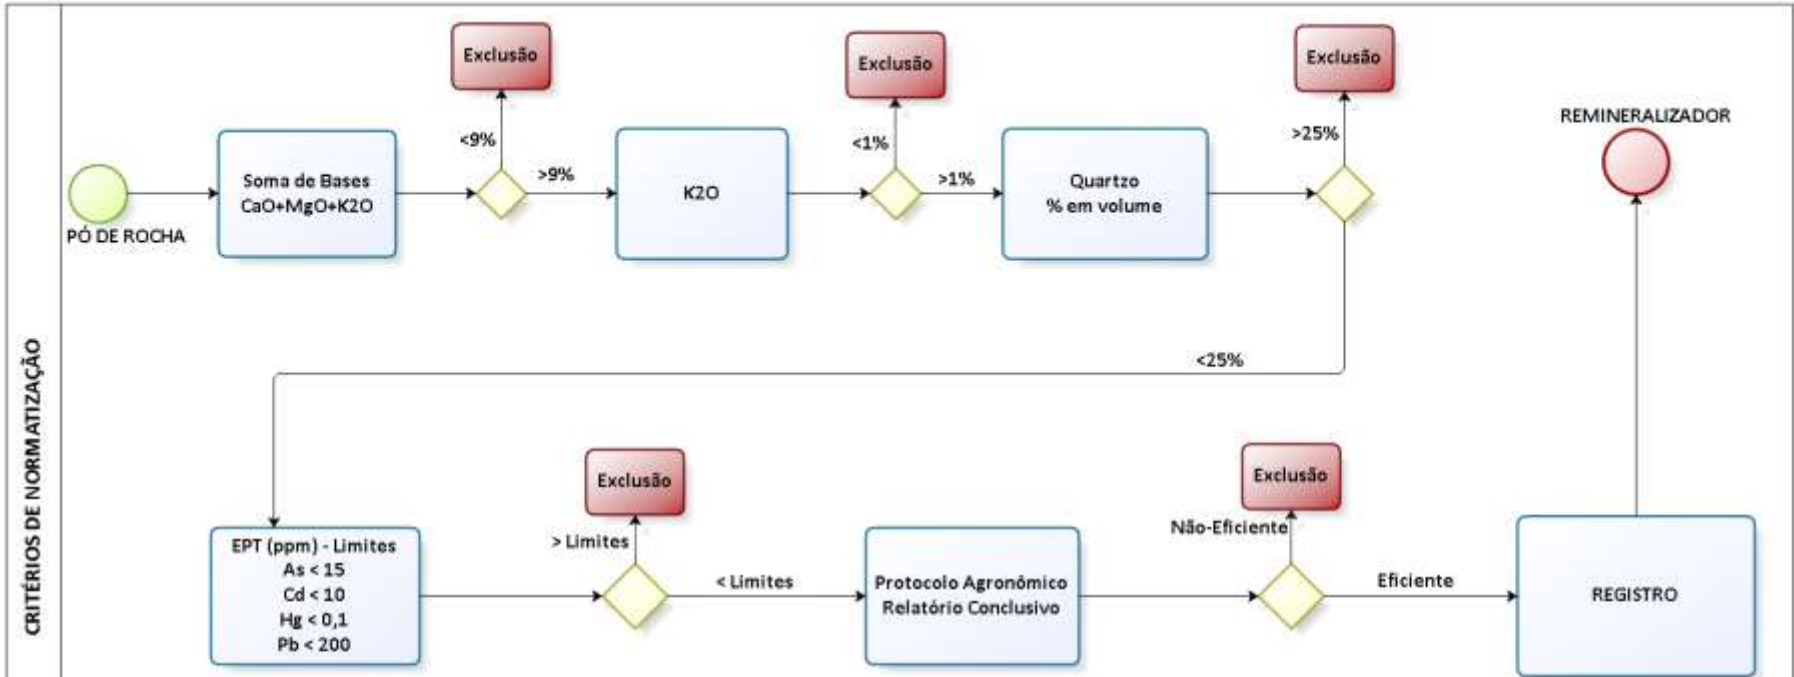 CRITÉRIOS DE NORMATIZAÇÃO
PÓ DE ROCHA
Soma de Bases
CaO+MgO+K2O
<9%
Exclusão
>9%
K2O
<1%
Exclusão
>1%
Quartzo
% em volume
>25%
Exclusão
<25%
EPT (ppm) - Limites
As < 15
Cd < 10
Hg < 0,1
Pb < 200
> Limites
Exclusão
< Limites
Protocolo Agronômico
Relatório Conclusivo
Não-Eficiente
Exclusão
Eficiente
REGISTRO
REMINERALIZADOR